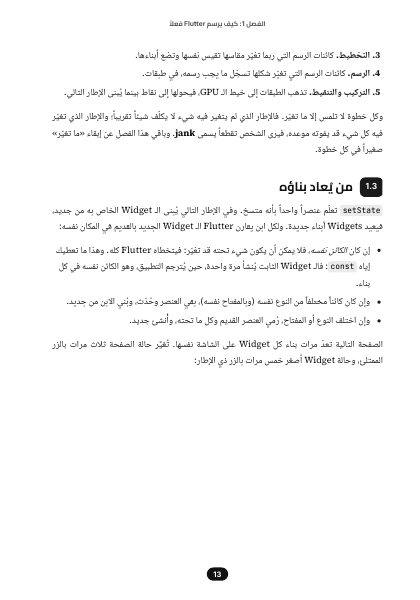 الفصل 1: كيف يرسم Flutter فعلاً
3. التخطيط. كائنات الرسم التي ربما تغيّر مقاسها تقيس نفسها وتضع أبناءها.
4. الرسم. كائنات الرسم التي تغيّر شكلها تسجّل ما يجب رسمه، في طبقات.
5. التركيب والتنقيط. تذهب الطبقات إلى خيط الـ GPU، فيحولها إلى نقاط بينما يُبنى الإطار التالي.
وكل خطوة لا تلمس إلا ما تغيّر. فالإطار الذي لم يتغير فيه شيء لا يكلّف شيئاً تقريباً؛ والذي تغيّر
فيه كل شيء قد يفوته موعده، فيرى الشخص تقطعاً يسمى jank. وباقي هذا الفصل عن إبقاء «ما تغيّر»
صغيراً في كل خطوة.
1.3 من يُعاد بناؤه
setState تعلّم عنصراً واحداً بأنه متسخ. وفي الإطار التالي يُبنى الـ Widget الخاص به من جديد،
فيعيد Widgets أبناء جديدة. ولكل ابن يقارن Flutter الـ Widget الجديد بالقديم في المكان نفسه:
• إن كان الكائن نفسه، فلا يمكن أن يكون شيء تحته قد تغيّر: فيتخطاه Flutter كله. وهذا ما تعطيك
إياه const: فالـ Widget الثابت يُنشأ مرة واحدة، حين يُترجم التطبيق، وهو الكائن نفسه في كل
بناء.
• وإن كان كائناً مختلفاً من النوع نفسه (وبالمفتاح نفسه)، بقي العنصر وحُدّث، وبُني الابن من جديد.
• وإن اختلف النوع أو المفتاح، رُمي العنصر القديم وكل ما تحته، وأُنشئ جديد.
الصفحة التالية تعدّ مرات بناء كل Widget على الشاشة نفسها. تُغيَّر حالة الصفحة ثلاث مرات بالزر
الممتلئ، وحالة Widget أصغر خمس مرات بالزر ذي الإطار:
13